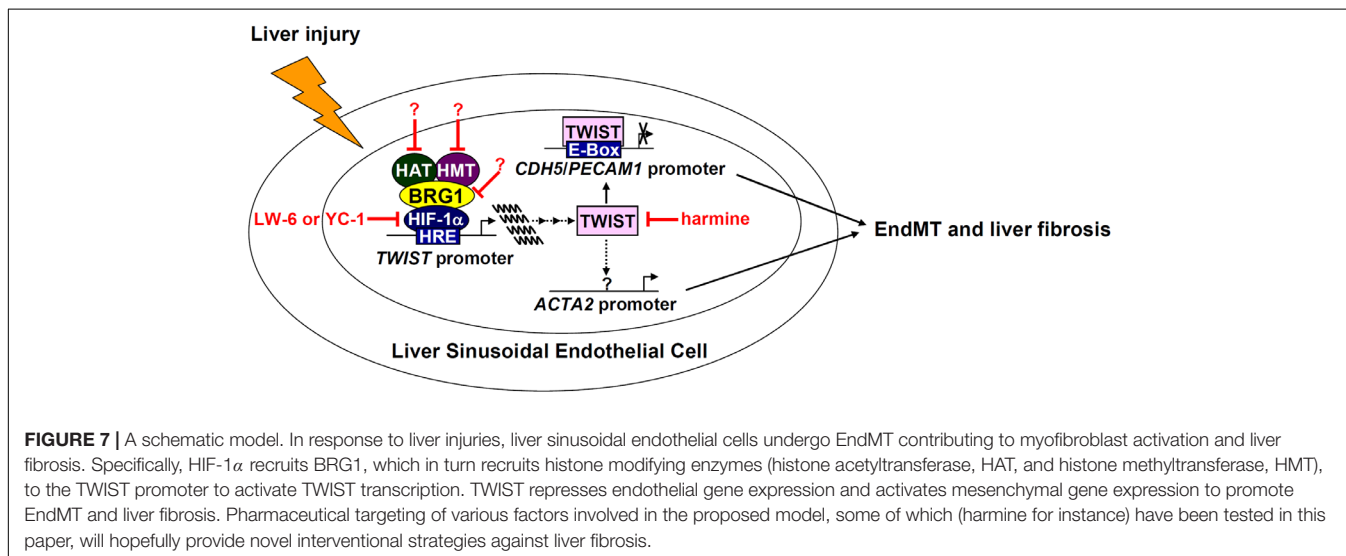 Liver injury
? ?
TWIST
E-Box
CDH5/PECAM1 promoter
HAT HMT
?
BRG1
LW-6 or YC-1
HIF-1α
HRE
TWIST promoter
TWIST
harmine
EndMT and liver fibrosis
?
ACTA2 promoter
Liver Sinusoidal Endothelial Cell
FIGURE 7 | A schematic model. In response to liver injuries, liver sinusoidal endothelial cells undergo EndMT contributing to myofibroblast activation and liver
fibrosis. Specifically, HIF-1α recruits BRG1, which in turn recruits histone modifying enzymes (histone acetyltransferase, HAT, and histone methyltransferase, HMT),
to the TWIST promoter to activate TWIST transcription. TWIST represses endothelial gene expression and activates mesenchymal gene expression to promote
EndMT and liver fibrosis. Pharmaceutical targeting of various factors involved in the proposed model, some of which (harmine for instance) have been tested in this
paper, will hopefully provide novel interventional strategies against liver fibrosis.